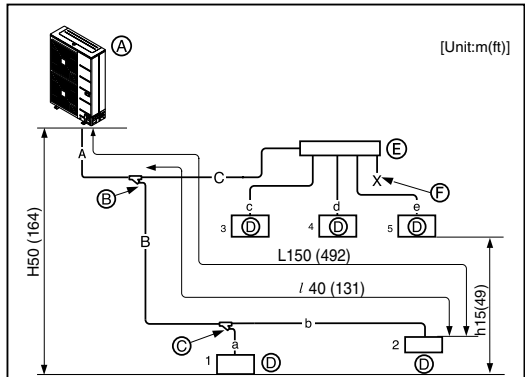 Ⓐ
[Unit:m(ft)]
A
Ⓔ
C
Ⓕ
X
Ⓑ
c
d
e
3 Ⓓ
4 Ⓓ
5 Ⓓ
B
H50 (164)
L150 (492)
l 40 (131)
h15(49)
b
Ⓒ
a
2
Ⓓ
1
Ⓓ